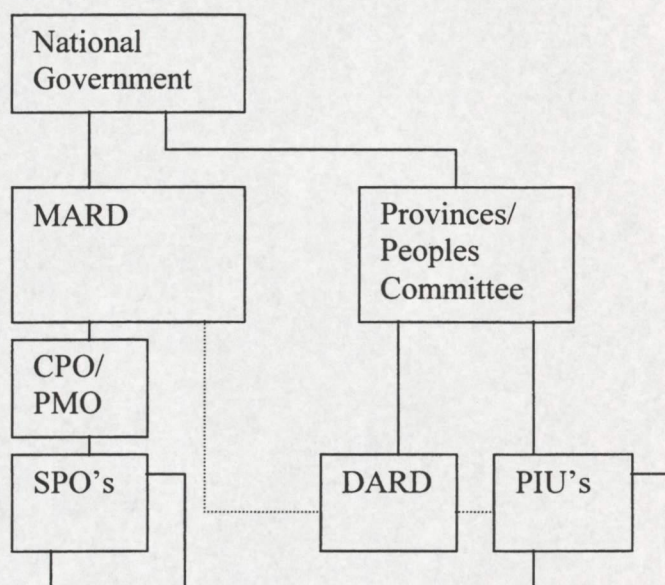 National
Government
MARD
Provinces/
Peoples
Committee
CPO/
PMO
SPO's
DARD
PIU's